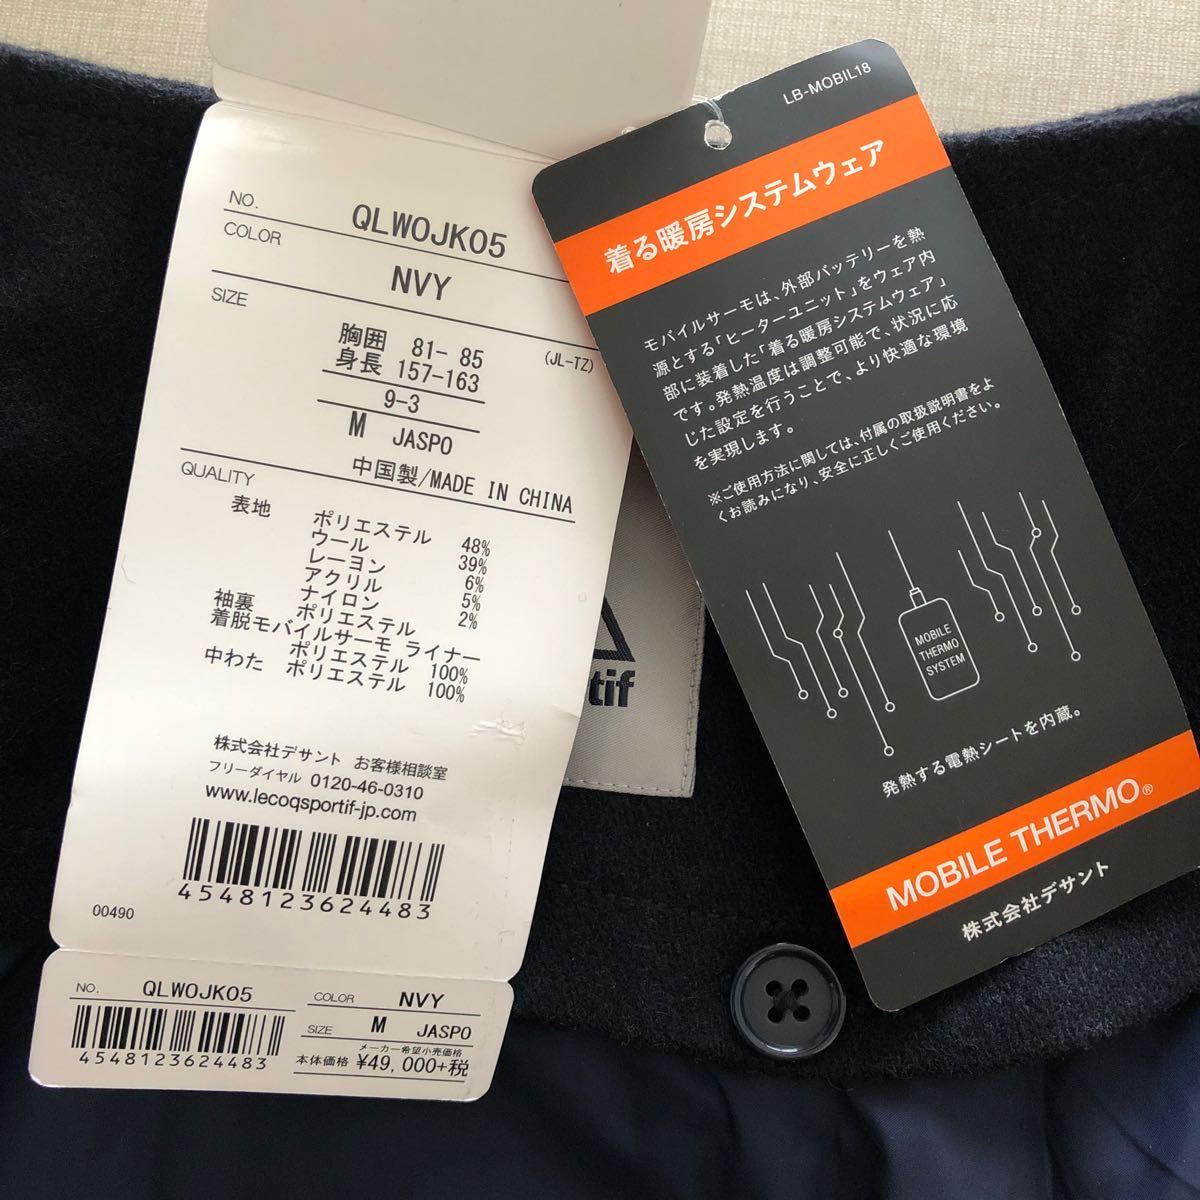 NO. QLWOJK05
COLOR NVY
SIZE
胸囲 81- 85 (JL-TZ)
身長 157-163
9-3
M JASPO
中国製/MADE IN CHINA
QUALITY
表地 ポリエステル 48%
ウール 39%
レーヨン 6%
アクリル 5%
ナイロン 2%
袖裏 ポリエステル
着脱モバイルサーモ ライナー
ポリエステル 100%
中わた ポリエステル 100%
株式会社デサント お客様相談室
フリーダイヤル 0120-46-0310
www.lecoqsportif-jp.com
4548123624483
00490
NO. QLWOJK05
COLOR NVY
SIZE M JASPO
4548123624483
メーカー希望小売価格
本体価格 ¥49,000+税
tif
LB-MOBIL18
着る暖房システムウェア
モバイルサーモは、外部バッテリーを熱
源とする「ヒーターユニット」をウェア内
部に装着した「着る暖房システムウェア」
です。発熱温度は調整可能で、状況に応
じた設定を行うことで、より快適な環境
を実現します。
※ご使用方法に関しては、付属の取扱説明書をよ
くお読みになり、安全に正しくご使用ください。
MOBILE
THERMO
SYSTEM
発熱する電熱シートを内蔵。
MOBILE THERMO®
株式会社デサント